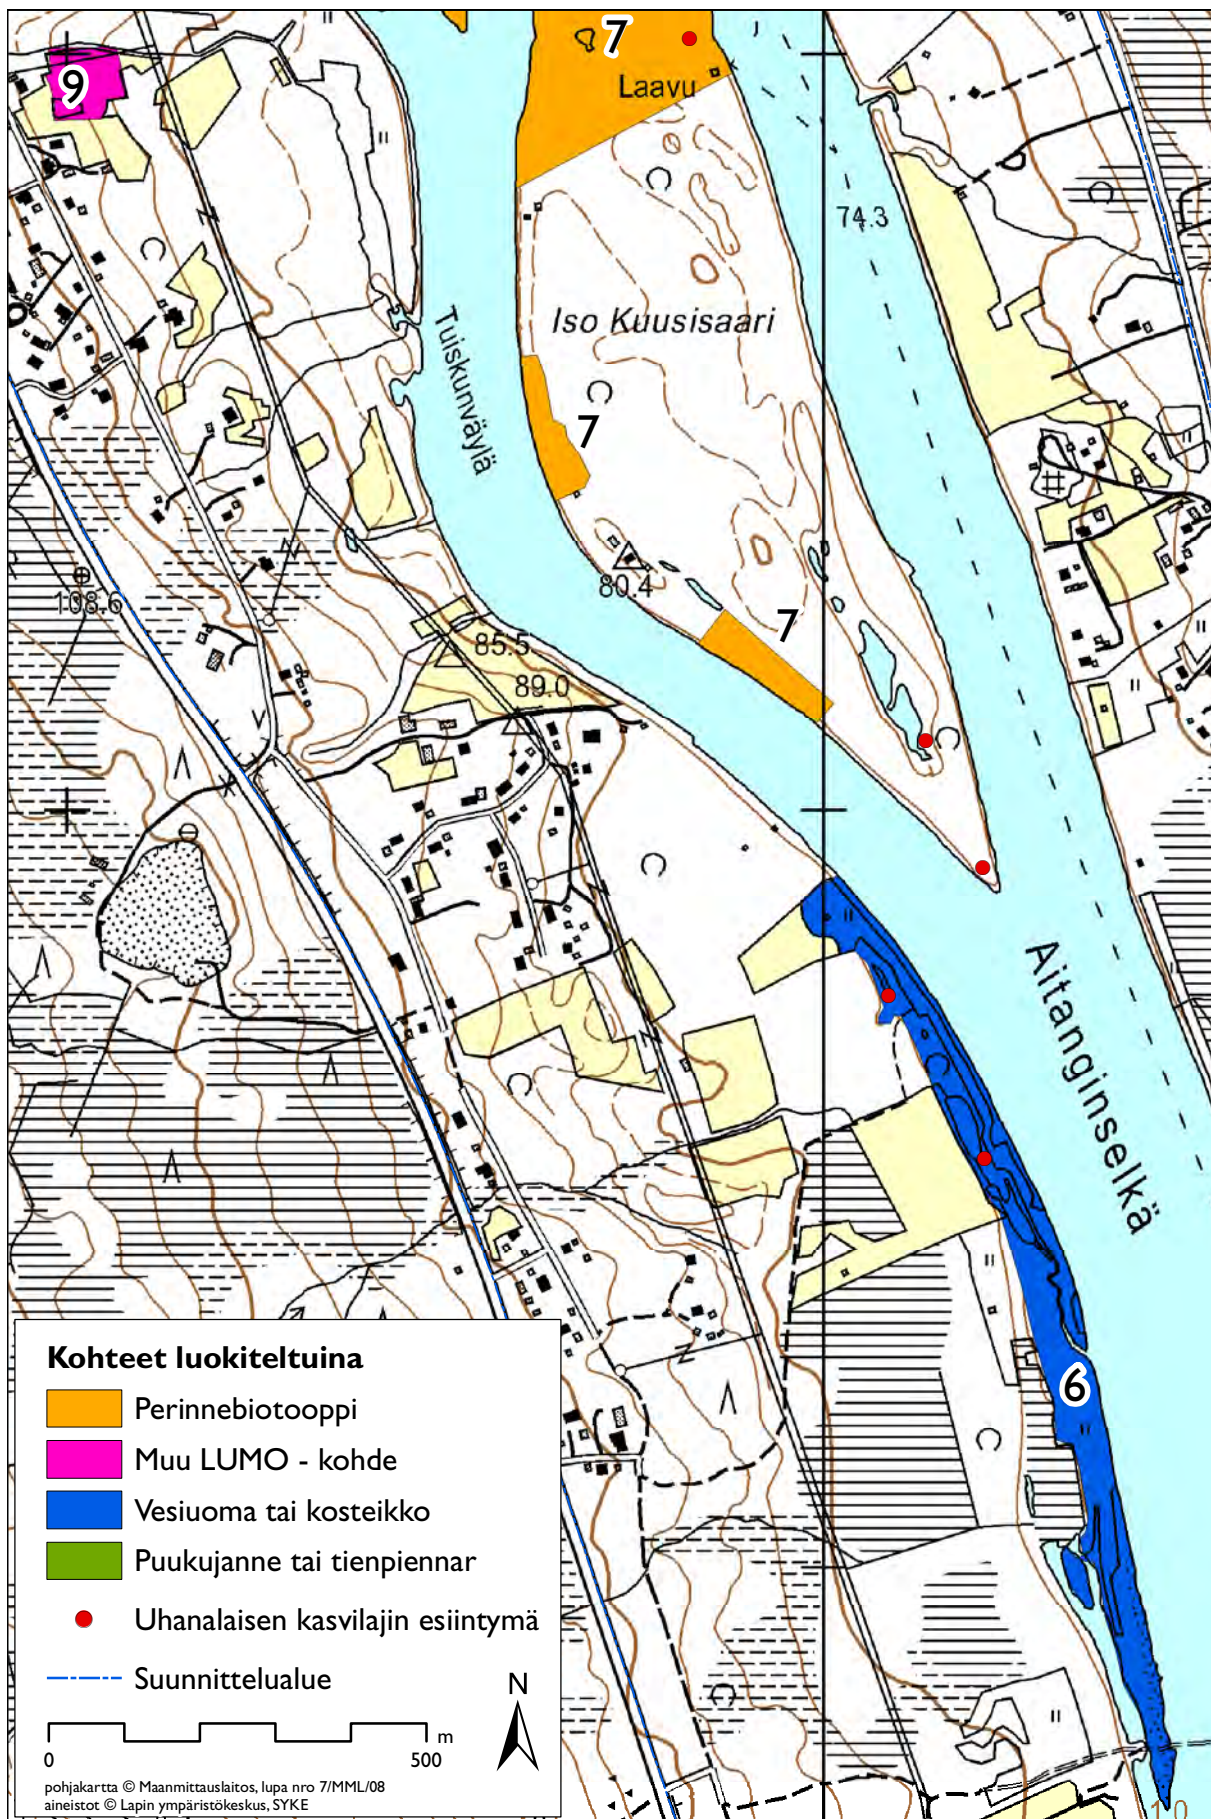 7
Laavu
9
74.3
Iso Kuusisaari
Tuiskunväylä
7
80.4
108.6
7
85.5
89.0
Aitanginselkä
6
Kohteet luokiteltuina
Perinnebiotooppi
Muu LUMO - kohde
Vesiuoma tai kosteikko
Puukujanne tai tienpiennar
Uhanalaisen kasvilajin esiintymä
Suunnittelualue
N
m
0 500
pohjakartta © Maanmittauslaitos, lupa nro 7/MML/08
aineistot © Lapin ympäristökeskus, SYKE